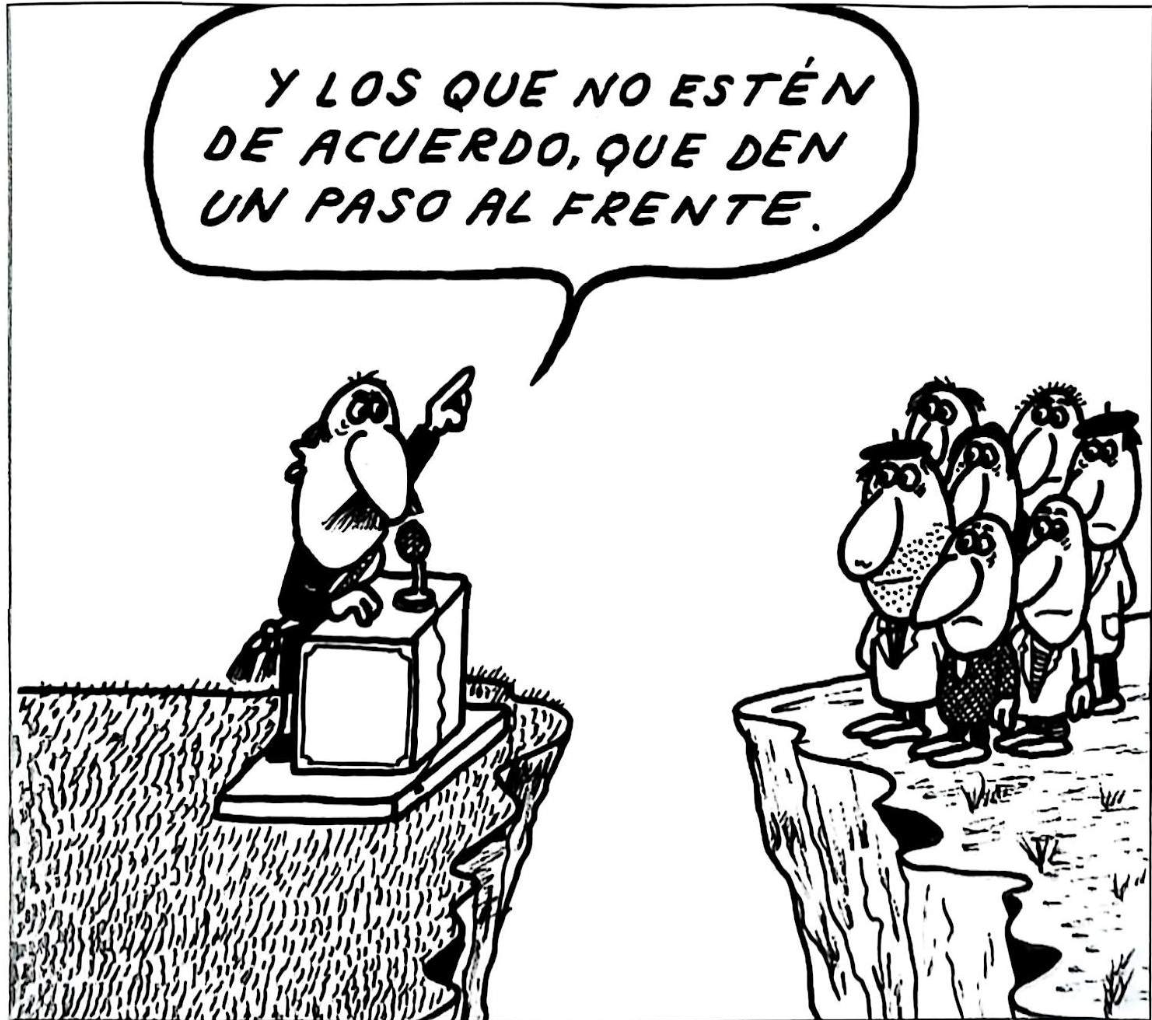 Y LOS QUE NO ESTÉN
DE ACUERDO, QUE DEN
UN PASO AL FRENTE.